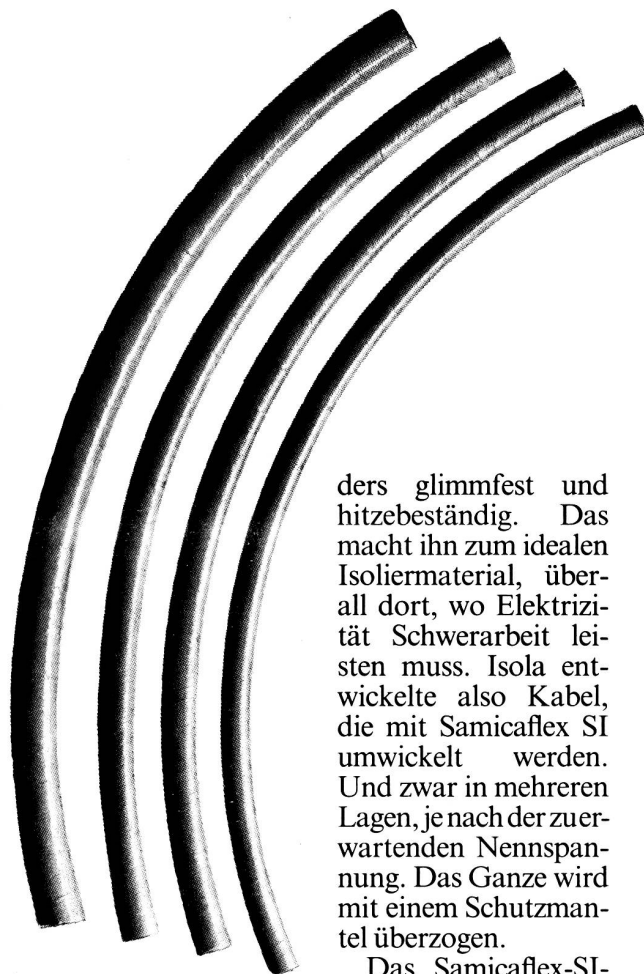 ders glimmfest und
hitzebeständig. Das
macht ihn zum idealen
Isoliermaterial, über-
all dort, wo Elektrizi-
tät Schwerarbeit lei-
sten muss. Isola ent-
wickelte also Kabel,
die mit Samicaflex SI
umwickelt werden.
Und zwar in mehreren
Lagen, je nach der zu er-
wartenden Nennspan-
nung. Das Ganze wird
mit einem Schutzman-
tel überzogen.
Das Samicaflex-SI-